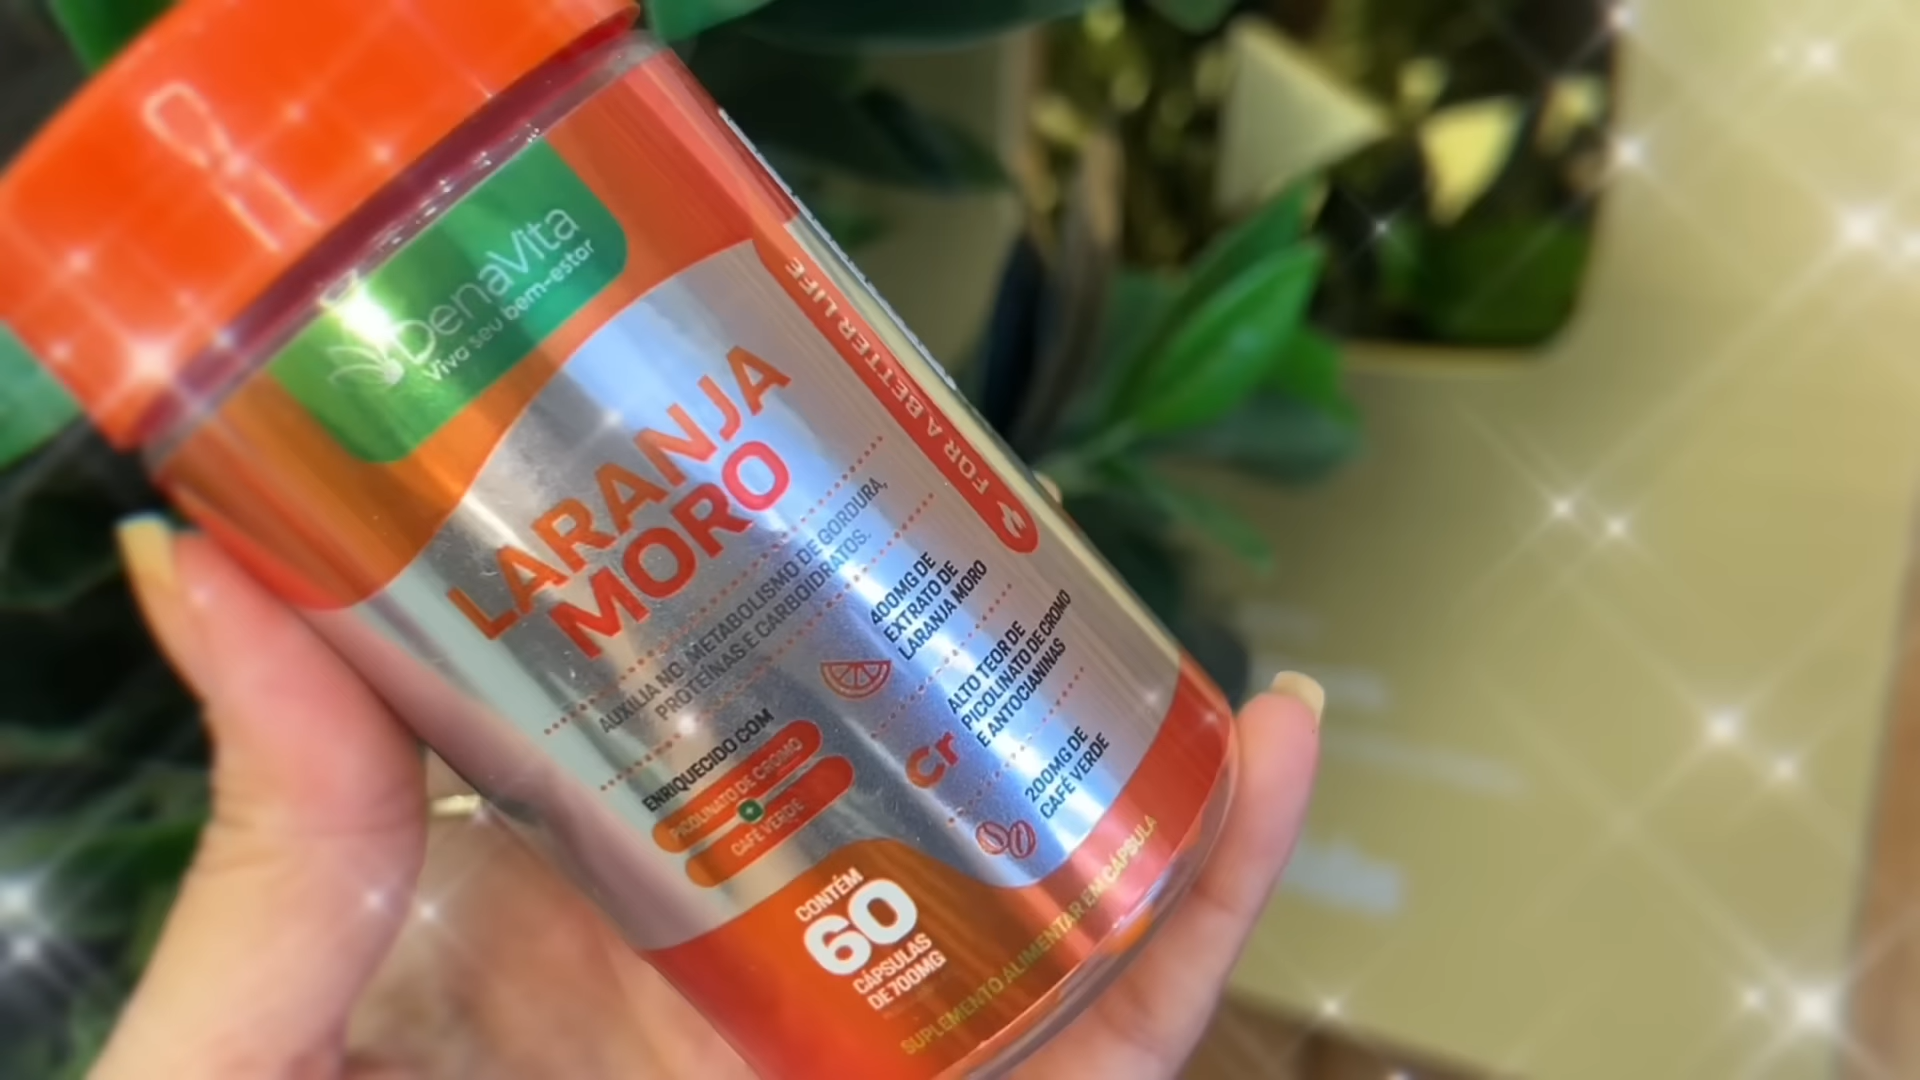 DenaVita
Viva seu bem-estar
LARANJA
MORO
AUXILIA NO METABOLISMO DE GORDURA,
PROTEÍNAS E CARBOIDRATOS.
ENRIQUECIDO COM
PICOLINATO DE CROMO
CAFÉ VERDE
400MG DE
EXTRATO DE
LARANJA MORO
Cr
ALTO TEOR DE
PICOLINATO DE CROMO
E ANTOCIANINAS
200MG DE
CAFÉ VERDE
CONTÉM
60
CÁPSULAS
DE 700MG
SUPLEMENTO ALIMENTAR EM CÁPSULA
FOR A BETTER LIFE